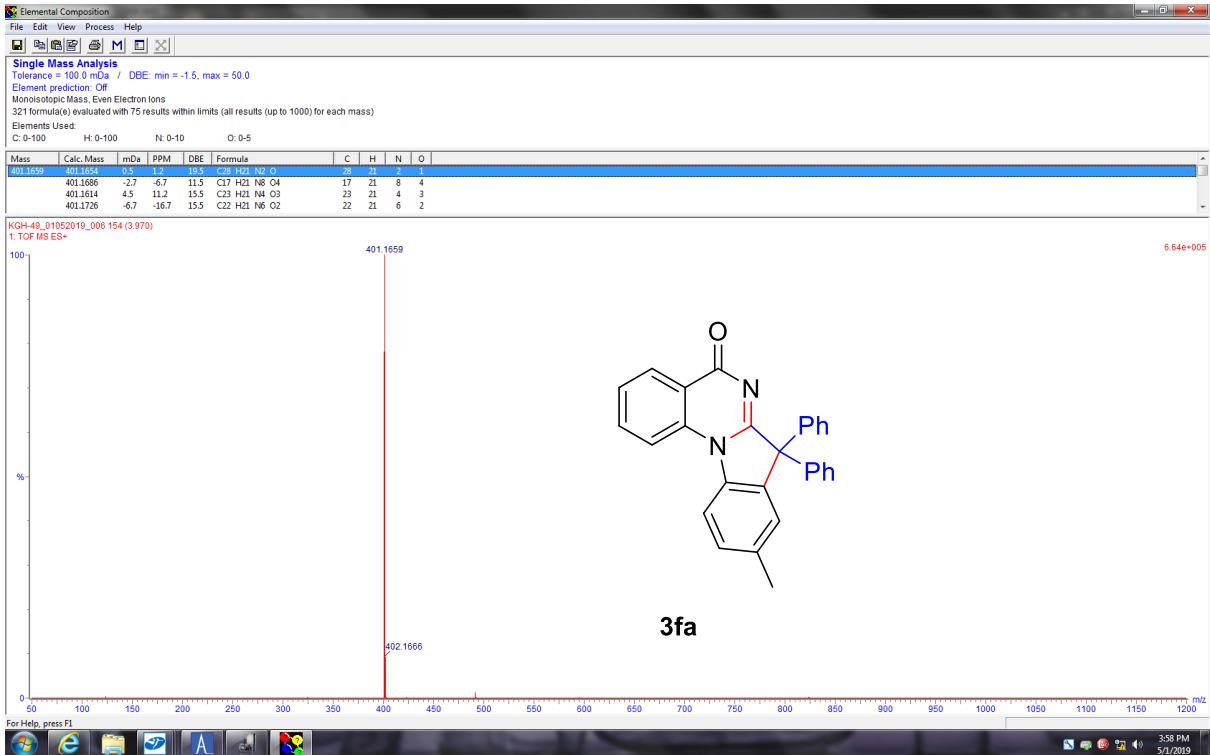 Elemental Composition
File Edit View Process Help
Single Mass Analysis
Tolerance = 100.0 mDa / DBE: min = -1.5, max = 50.0
Element prediction: Off
Monoisotopic Mass, Even Electron Ions
321 formula(e) evaluated with 75 results within limits (all results (up to 1000) for each mass)
Elements Used:
C: 0-100 H: 0-100 N: 0-10 O: 0-5
Mass Calc. Mass mDa PPM DBE Formula C H N O
401.1659 401.1654 0.5 1.2 19.5 C28 H21 N2 O 28 21 2 1
401.1686 -2.7 -6.7 11.5 C17 H21 N8 O4 17 21 8 4
401.1614 4.5 11.2 15.5 C23 H21 N4 O3 23 21 4 3
401.1726 -6.7 -16.7 15.5 C22 H21 N6 O2 22 21 6 2
KGH-49_01052019_006 154 (3.970)
1: TOF MS ES+
6.64e+005
100
401.1659
O
N
Ph
N
Ph
%
3fa
402.1666
0
50 100 150 200 250 300 350 400 450 500 550 600 650 700 750 800 850 900 950 1000 1050 1100 1150 1200 m/z
For Help, press F1
3:58 PM
5/1/2019